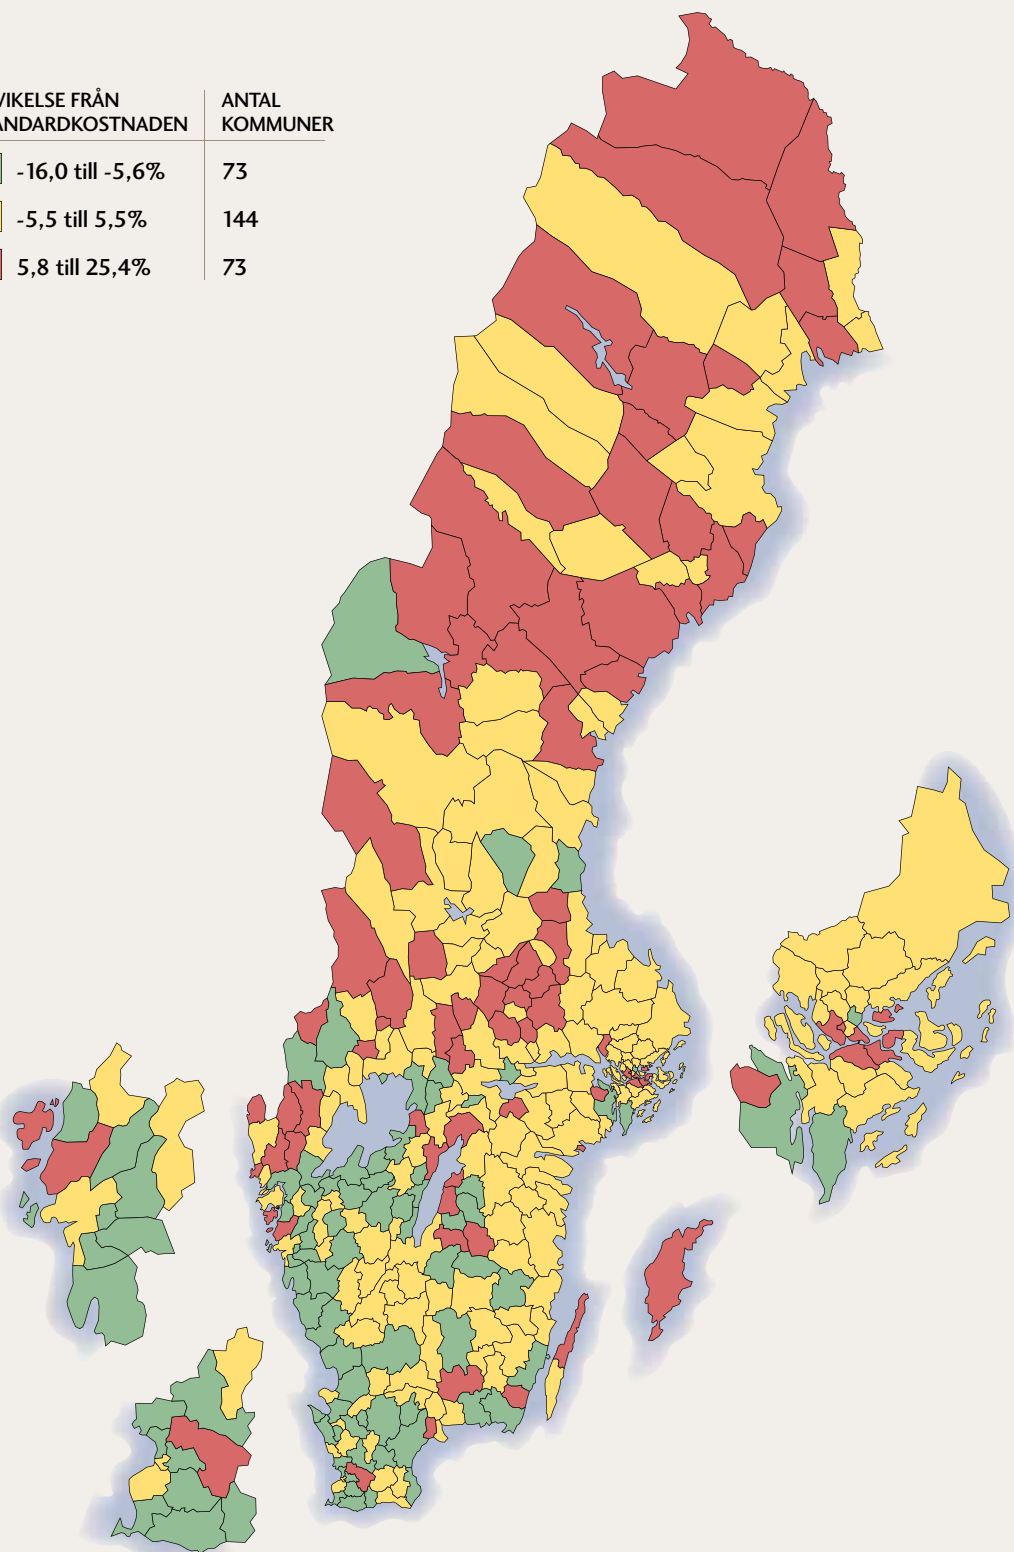 VIKELSE FRÅN
ANDARDKOSTNADEN
ANTAL
KOMMUNER
-16,0 till -5,6% 73
-5,5 till 5,5% 144
5,8 till 25,4% 73